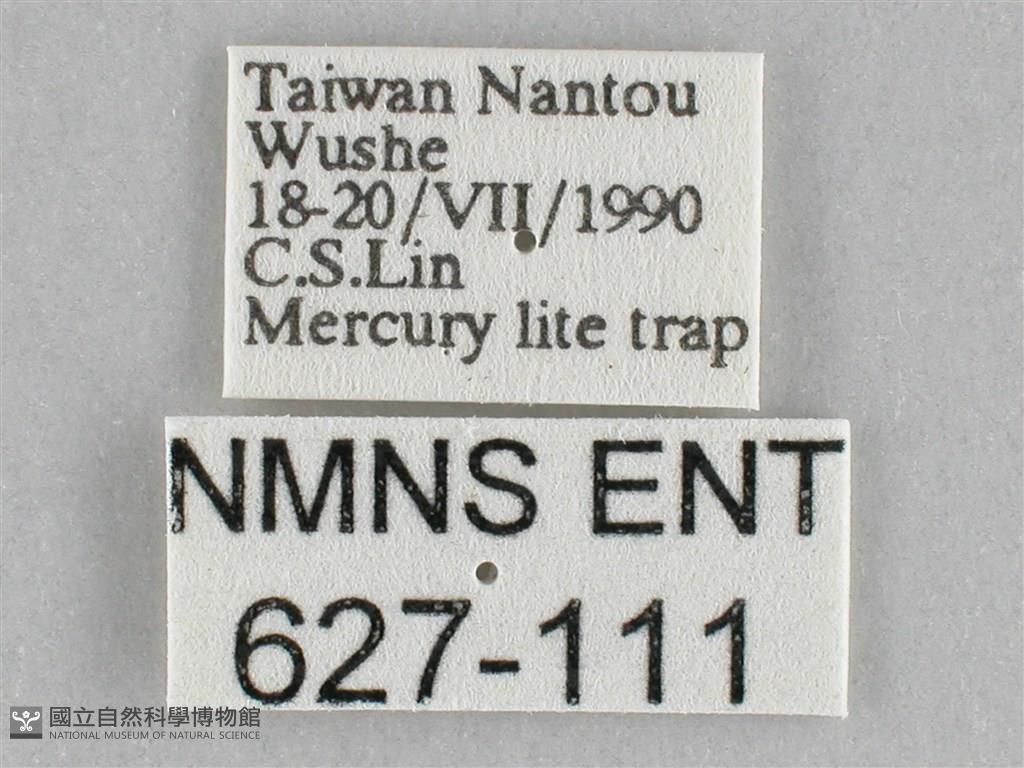 Taiwan Nantou
Wushe
18-20/VII/1990
C.S.Lin
Mercury lite trap
NMNS ENT
627-111
國立自然科學博物館
NATIONAL MUSEUM OF NATURAL SCIENCE